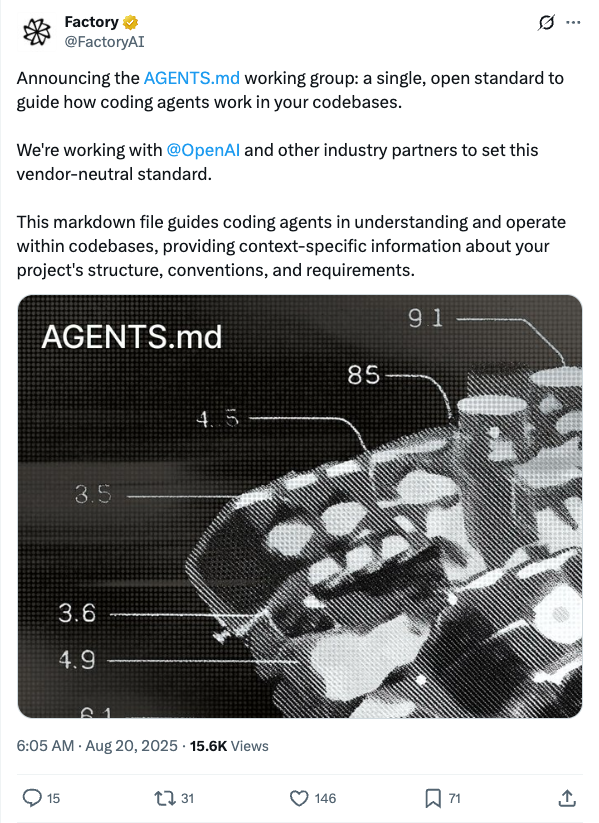 Factory
@FactoryAI
Announcing the AGENTS.md working group: a single, open standard to
guide how coding agents work in your codebases.
We're working with @OpenAI and other industry partners to set this
vendor-neutral standard.
This markdown file guides coding agents in understanding and operate
within codebases, providing context-specific information about your
project's structure, conventions, and requirements.
AGENTS.md
91
85
4.5
3.5
3.6
4.9
6.1
6:05 AM · Aug 20, 2025 · 15.6K Views
15 31 146 71